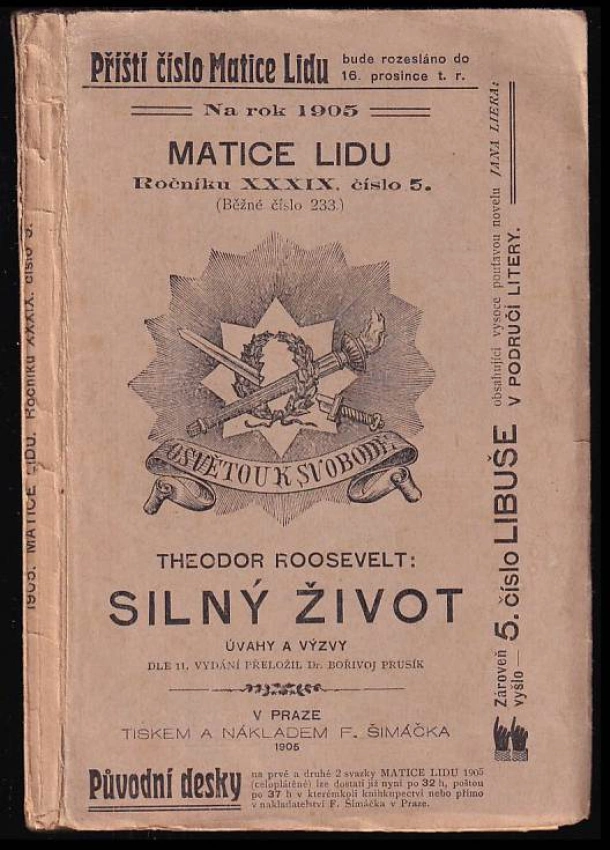 Příští číslo Matice Lidu
bude rozesláno do
16. prosince t. r.
Na rok 1905
MATICE LIDU
Ročníku XXXIX. číslo 5.
(Běžné číslo 233.)
OSVĚTOU K SVOBODĚ.
THEODOR ROOSEVELT:
SILNÝ ŽIVOT
ÚVAHY A VÝZVY
DLE 11. VYDÁNÍ PŘELOŽIL Dr. BOŘIVOJ PRUSÍK
V PRAZE
TISKEM A NÁKLADEM F. ŠIMÁČKA
1905
Původní desky
na prvé a druhé 2 svazky MATICE LIDU 1905
(celoplátěné) lze dostati již nyní po 32 h, poštou
po 37 h v kterémkoli knihkupectví nebo přímo
v nakladatelství F. Šimáčka v Praze.
Zároveň
vyšlo — 5. číslo LIBUŠE
obsahující vysoce poutavou novelu JANA LIERA:
V PODRUČÍ LITERY.
1905. MATICE LIDU. Ročníku XXXIX. číslo 5.